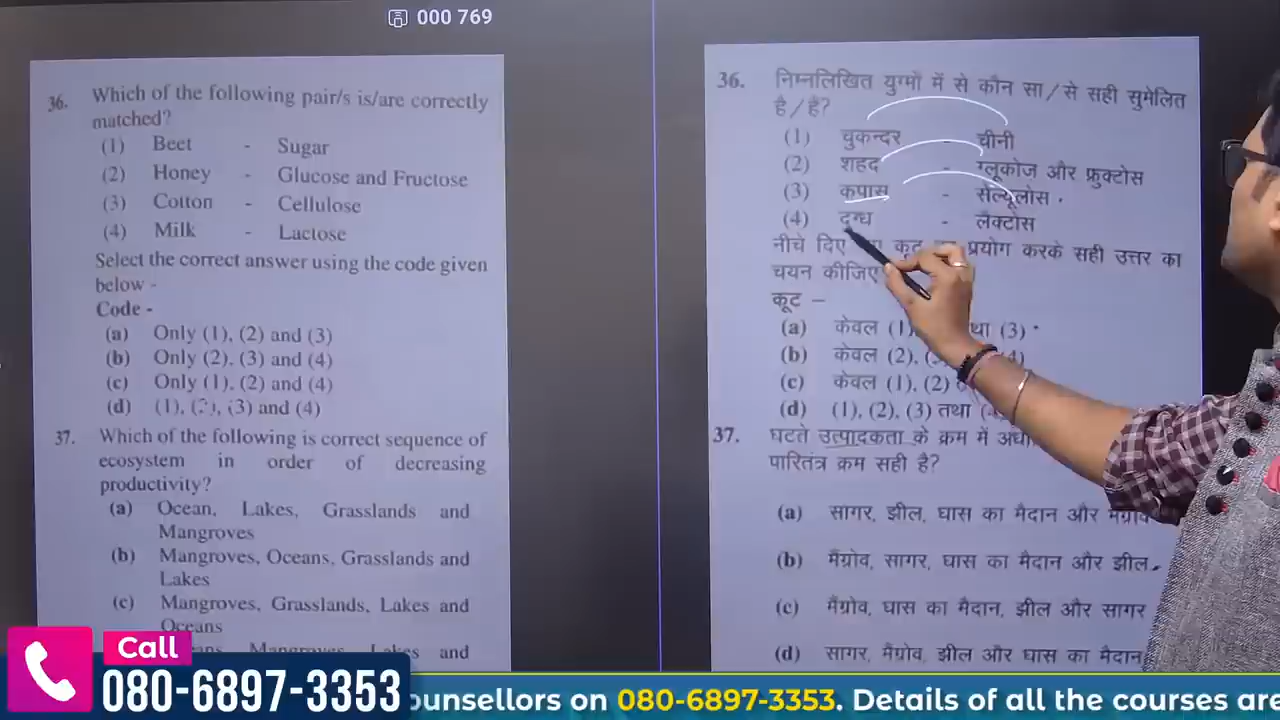 000 769
36. Which of the following pair/s is/are correctly
matched?
(1) Beet - Sugar
(2) Honey - Glucose and Fructose
(3) Cotton - Cellulose
(4) Milk - Lactose
Select the correct answer using the code given
below -
Code -
(a) Only (1), (2) and (3)
(b) Only (2), (3) and (4)
(c) Only (1), (2) and (4)
(d) (1), (2), (3) and (4)
37. Which of the following is correct sequence of
ecosystem in order of decreasing
productivity?
(a) Ocean, Lakes, Grasslands and
Mangroves
(b) Mangroves, Oceans, Grasslands and
Lakes
(c) Mangroves, Grasslands, Lakes and
Oceans
Mangroves, Lakes and
36. निम्नलिखित युग्मों में से कौन सा/से सही सुमेलित
है/हैं?
(1) चुकन्दर - चीनी
(2) शहद - ग्लूकोज और फ्रुक्टोस
(3) कपास - सेल्यूलोस
(4) दुग्ध - लैक्टोस
नीचे दिए कूट प्रयोग करके सही उत्तर का
चयन कीजिए
कूट –
(a) केवल (1), तथा (3)
(b) केवल (2), (4)
(c) केवल (1), (2)
(d) (1), (2), (3) तथा
37. घटते उत्पादकता के क्रम में
पारितंत्र क्रम सही है?
(a) सागर, झील, घास का मैदान और मैंग्रोव
(b) मैंग्रोव, सागर, घास का मैदान और झील
(c) मैंग्रोव, घास का मैदान, झील और सागर
(d) सागर, मैंग्रोव, झील और घास का मैदान
Call
080-6897-3353
ounsellors on 080-6897-3353. Details of all the courses are